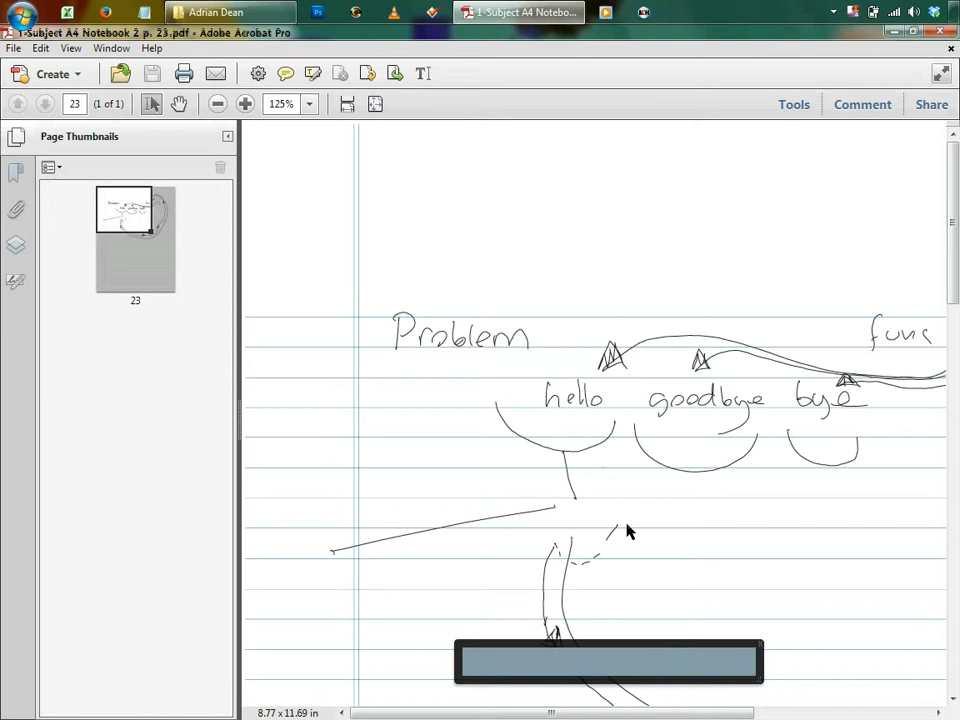 Adrian Dean
1-Subject A4 Noteboo...
1-Subject A4 Notebook 2 p. 23.pdf - Adobe Acrobat Pro
File Edit View Window Help
Create
23 (1 of 1) 125% Tools Comment Share
Page Thumbnails
23
Problem func
hello goodbye bye
8.77 x 11.69 in